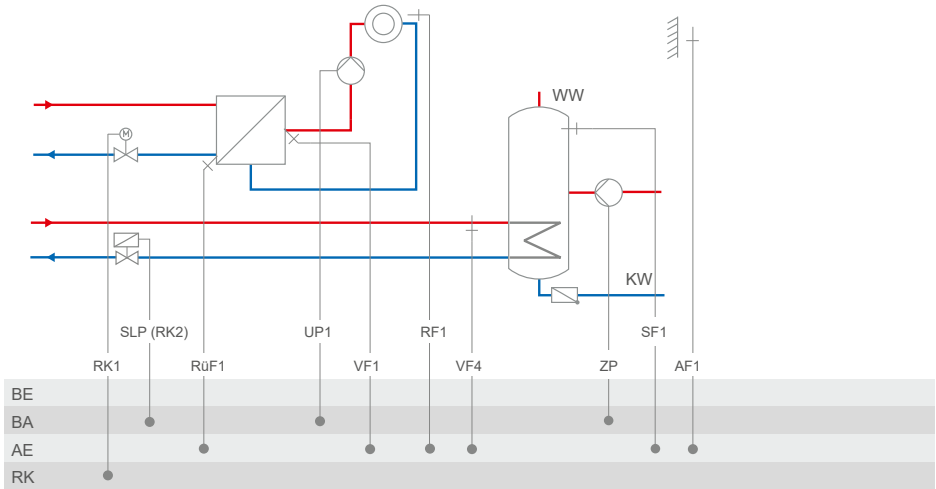 M
WW
KW
SLP (RK2)
UP1
RF1
SF1
RK1
RüF1
VF1
VF4
ZP
AF1
BE
BA
AE
RK